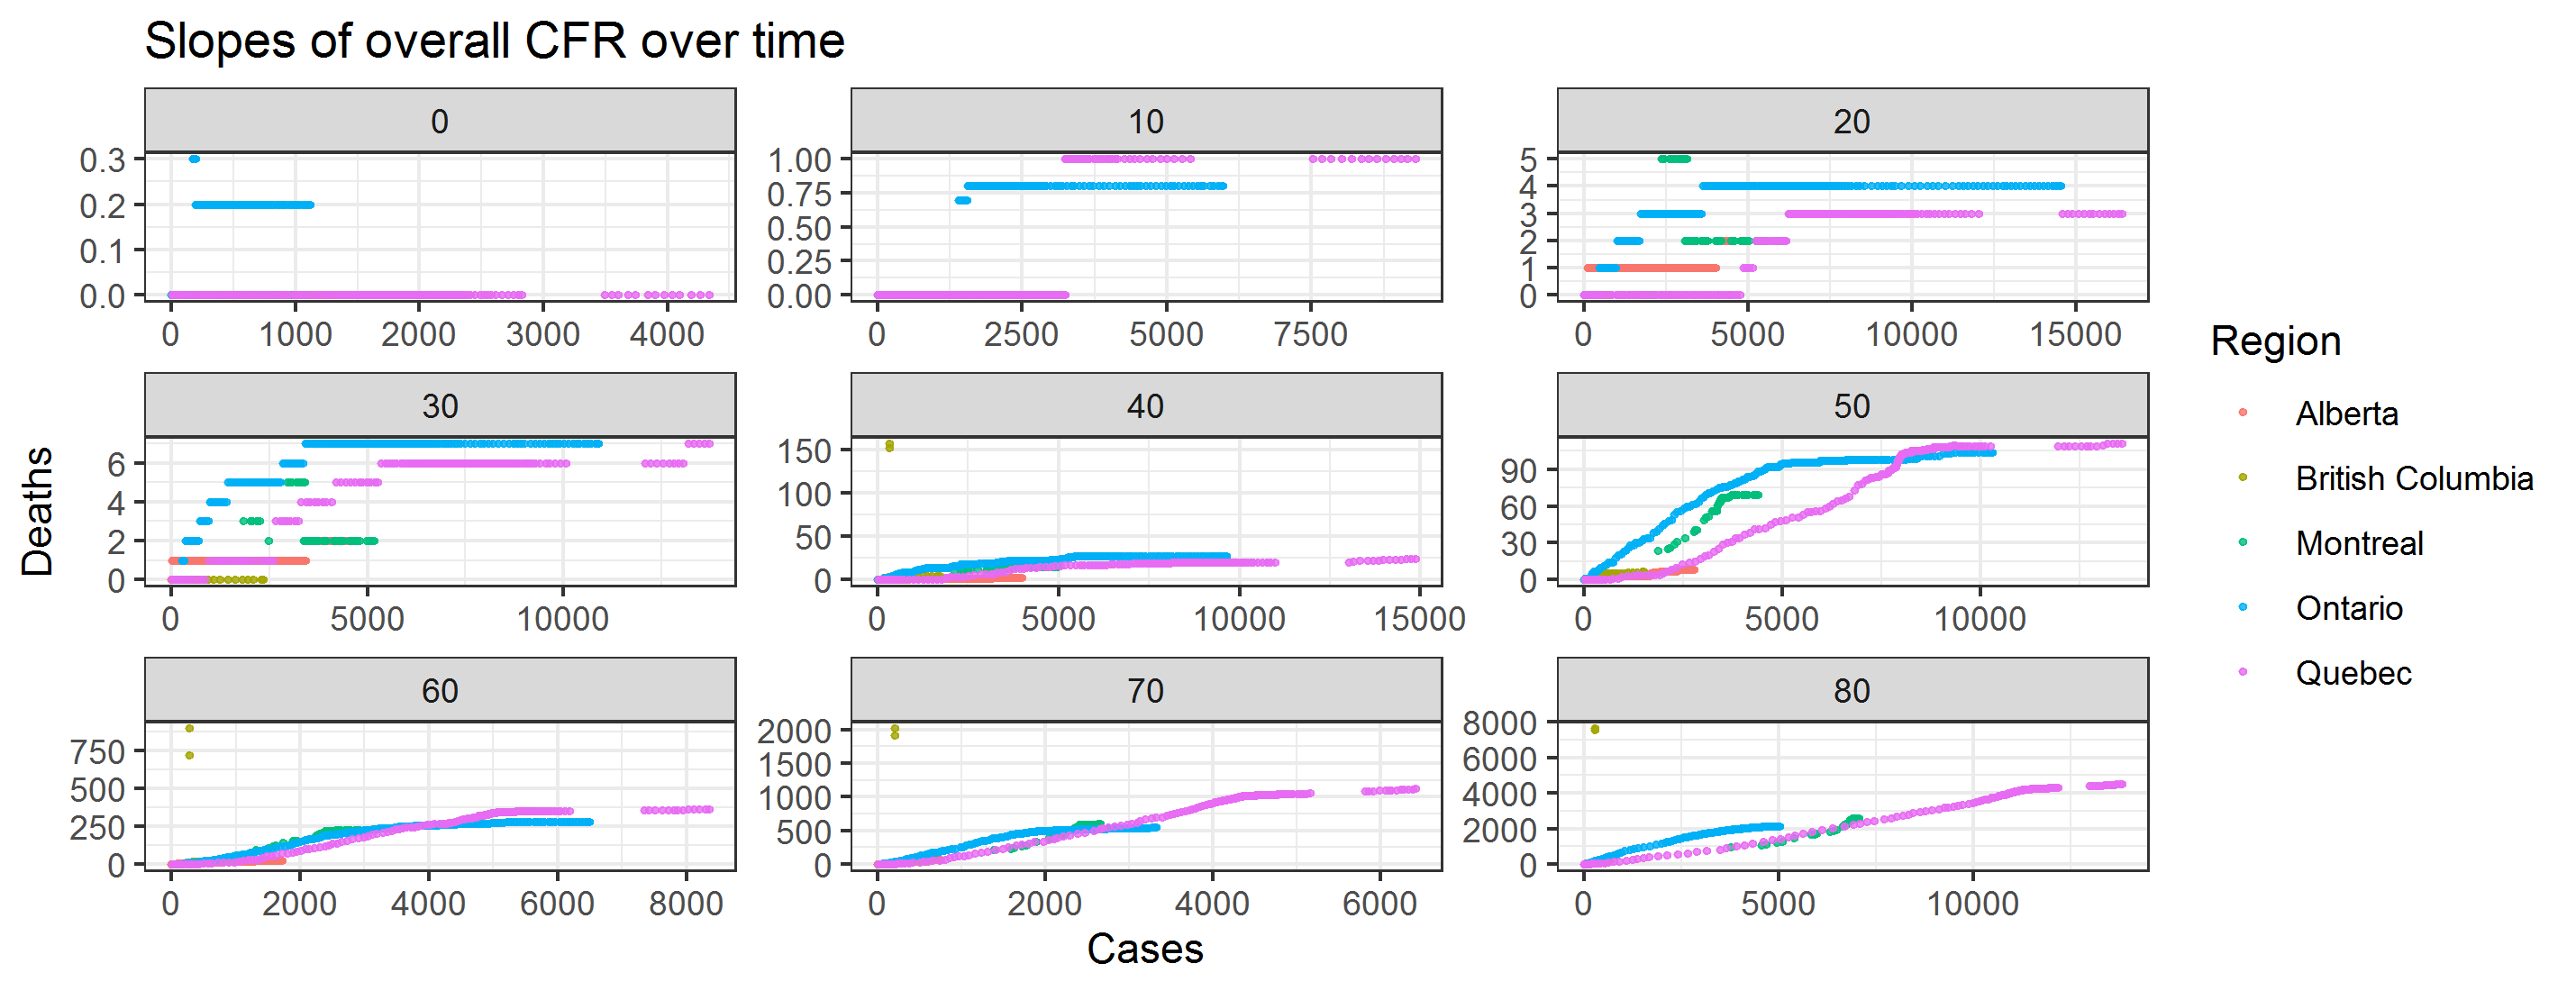 Slopes of overall CFR over time
0 10 20
0.3 1.00 5
0.2 0.75 4
0.1 0.50 3
0.0 0.25 2
0.00 1
0
0 1000 2000 3000 4000 0 2500 5000 7500 0 5000 10000 15000
30 40 50
6 150 90
4 100 60
2 50 30
0 0 0
0 5000 10000 0 5000 10000 15000 0 5000 10000
60 70 80
750 2000 8000
500 1500 6000
250 1000 4000
0 500 2000
0 0
0 2000 4000 6000 8000 0 2000 4000 6000 0 5000 10000
Deaths
Cases
Region
Alberta
British Columbia
Montreal
Ontario
Quebec